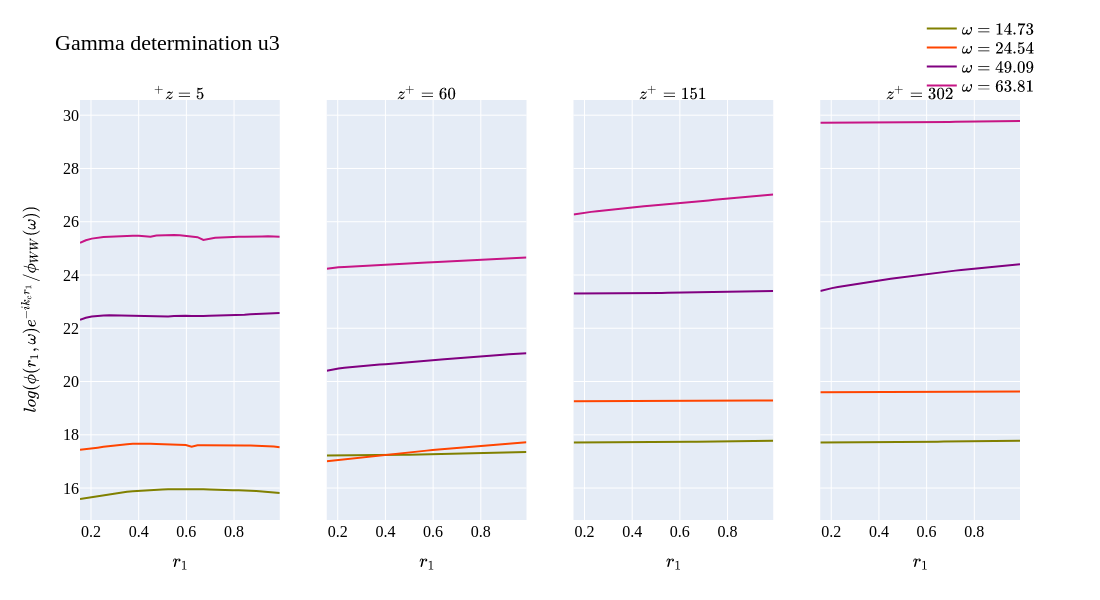 Gamma determination u3
ω = 14.73
ω = 24.54
ω = 49.09
ω = 63.81
⁺z = 5
z⁺ = 60
z⁺ = 151
z⁺ = 302
log(ϕ(r₁, ω)e^{−ik_c r₁}/ϕ_{WW}(ω))
30
28
26
24
22
20
18
16
0.2 0.4 0.6 0.8
0.2 0.4 0.6 0.8
0.2 0.4 0.6 0.8
0.2 0.4 0.6 0.8
r₁
r₁
r₁
r₁